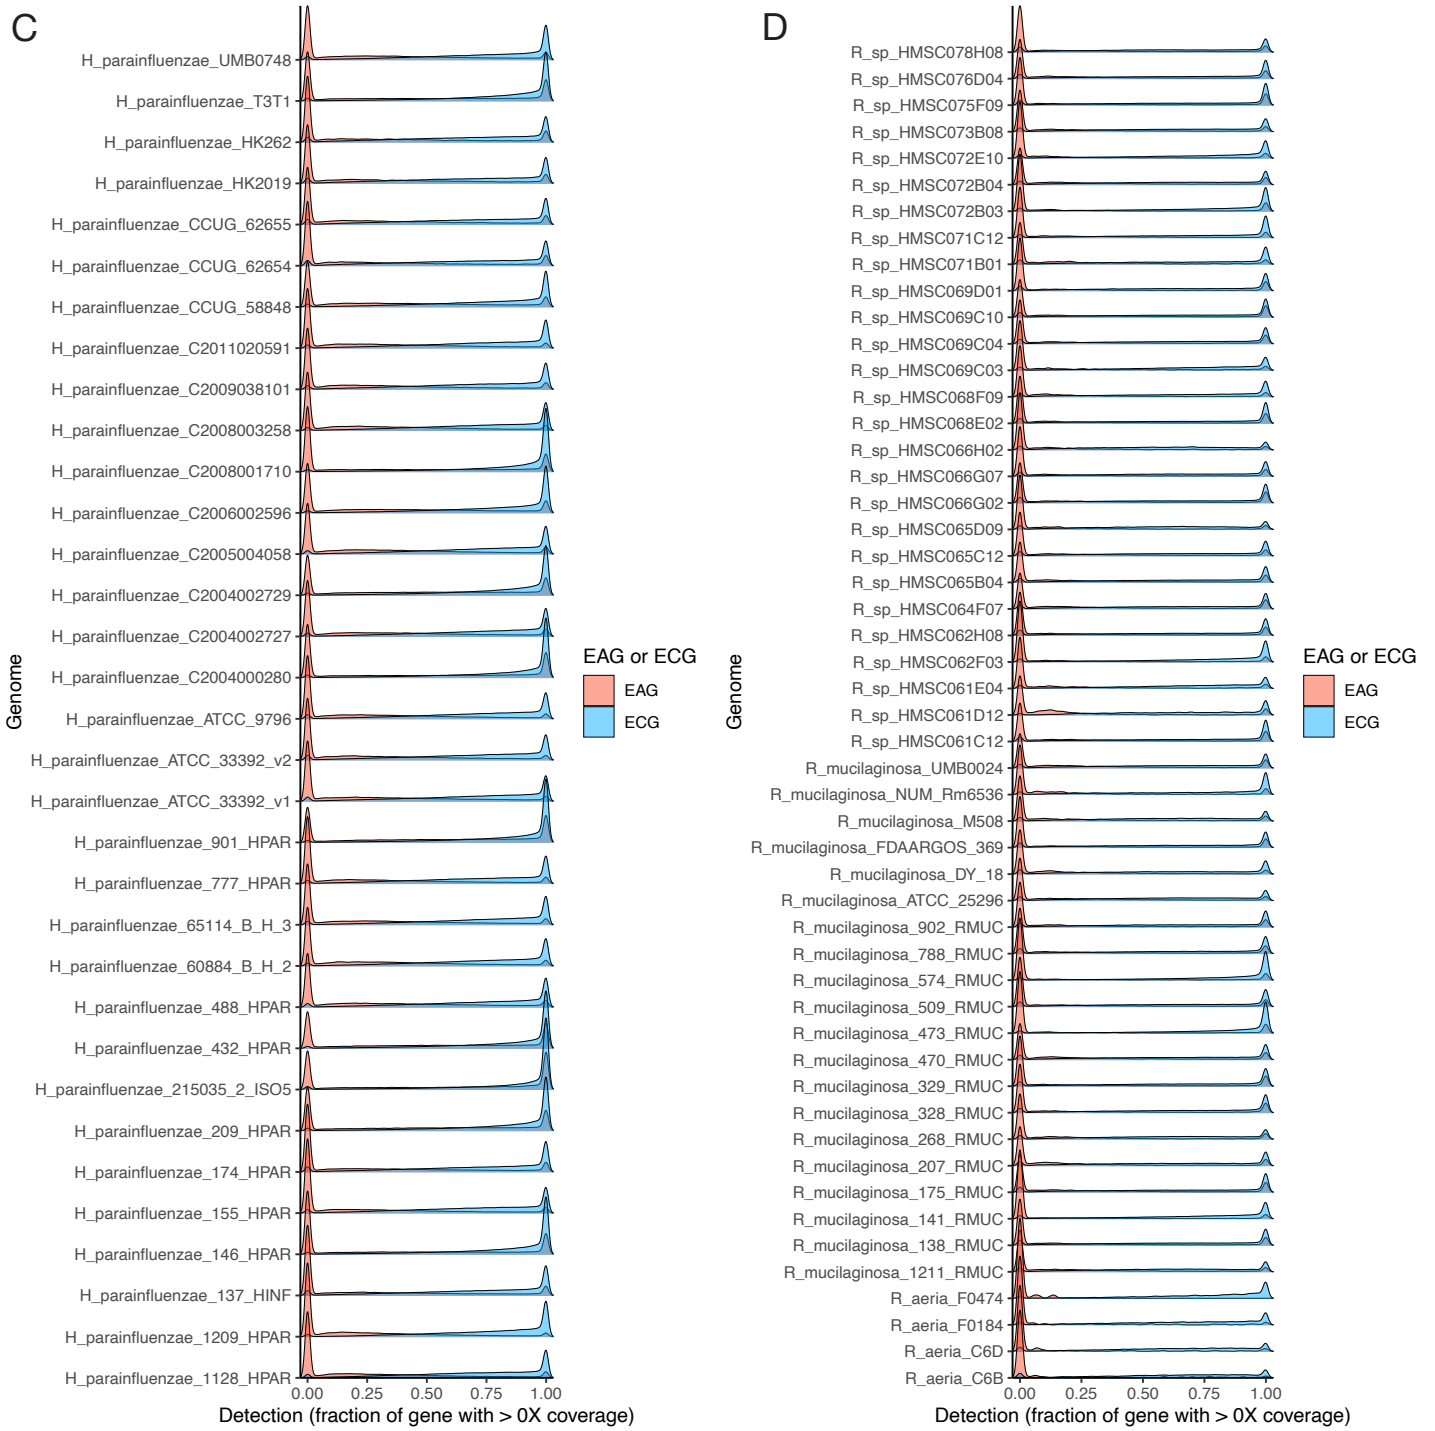 C
H_parainfluenzae_UMB0748
H_parainfluenzae_T3T1
H_parainfluenzae_HK262
H_parainfluenzae_HK2019
H_parainfluenzae_CCUG_62655
H_parainfluenzae_CCUG_62654
H_parainfluenzae_CCUG_58848
H_parainfluenzae_C2011020591
H_parainfluenzae_C2009038101
H_parainfluenzae_C2008003258
H_parainfluenzae_C2008001710
H_parainfluenzae_C2006002596
H_parainfluenzae_C2005004058
H_parainfluenzae_C2004002729
H_parainfluenzae_C2004002727
H_parainfluenzae_C2004000280
H_parainfluenzae_ATCC_9796
H_parainfluenzae_ATCC_33392_v2
H_parainfluenzae_ATCC_33392_v1
H_parainfluenzae_901_HPAR
H_parainfluenzae_777_HPAR
H_parainfluenzae_65114_B_H_3
H_parainfluenzae_60884_B_H_2
H_parainfluenzae_488_HPAR
H_parainfluenzae_432_HPAR
H_parainfluenzae_215035_2_ISO5
H_parainfluenzae_209_HPAR
H_parainfluenzae_174_HPAR
H_parainfluenzae_155_HPAR
H_parainfluenzae_146_HPAR
H_parainfluenzae_137_HINF
H_parainfluenzae_1209_HPAR
H_parainfluenzae_1128_HPAR
Genome
0.00 0.25 0.50 0.75 1.00
Detection (fraction of gene with > 0X coverage)
EAG or ECG
EAG
ECG
D
R_sp_HMSC078H08
R_sp_HMSC076D04
R_sp_HMSC075F09
R_sp_HMSC073B08
R_sp_HMSC072E10
R_sp_HMSC072B04
R_sp_HMSC072B03
R_sp_HMSC071C12
R_sp_HMSC071B01
R_sp_HMSC069D01
R_sp_HMSC069C10
R_sp_HMSC069C04
R_sp_HMSC069C03
R_sp_HMSC068F09
R_sp_HMSC068E02
R_sp_HMSC066H02
R_sp_HMSC066G07
R_sp_HMSC066G02
R_sp_HMSC065D09
R_sp_HMSC065C12
R_sp_HMSC065B04
R_sp_HMSC064F07
R_sp_HMSC062H08
R_sp_HMSC062F03
R_sp_HMSC061E04
R_sp_HMSC061D12
R_sp_HMSC061C12
R_mucilaginosa_UMB0024
R_mucilaginosa_NUM_Rm6536
R_mucilaginosa_M508
R_mucilaginosa_FDAARGOS_369
R_mucilaginosa_DY_18
R_mucilaginosa_ATCC_25296
R_mucilaginosa_902_RMUC
R_mucilaginosa_788_RMUC
R_mucilaginosa_574_RMUC
R_mucilaginosa_509_RMUC
R_mucilaginosa_473_RMUC
R_mucilaginosa_470_RMUC
R_mucilaginosa_329_RMUC
R_mucilaginosa_328_RMUC
R_mucilaginosa_268_RMUC
R_mucilaginosa_207_RMUC
R_mucilaginosa_175_RMUC
R_mucilaginosa_141_RMUC
R_mucilaginosa_138_RMUC
R_mucilaginosa_1211_RMUC
R_aeria_F0474
R_aeria_F0184
R_aeria_C6D
R_aeria_C6B
Genome
0.00 0.25 0.50 0.75 1.00
Detection (fraction of gene with > 0X coverage)
EAG or ECG
EAG
ECG